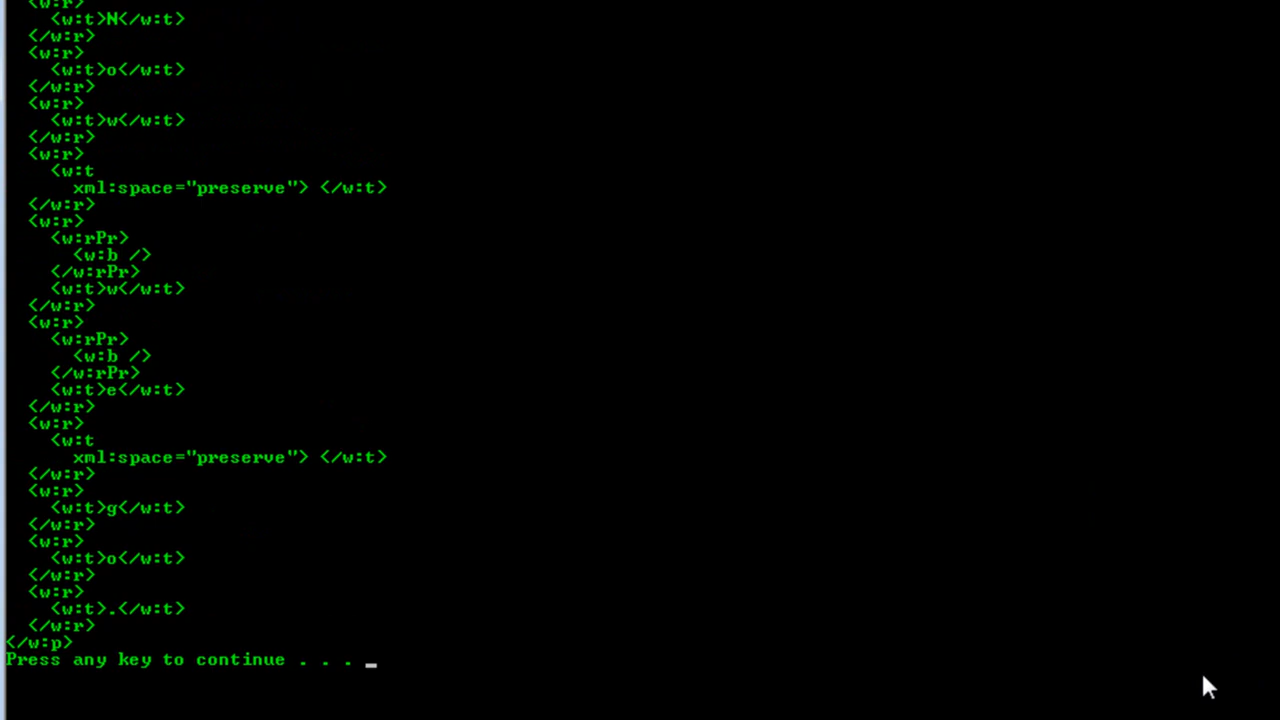 <w:r>
<w:t>N</w:t>
</w:r>
<w:r>
<w:t>o</w:t>
</w:r>
<w:r>
<w:t>w</w:t>
</w:r>
<w:r>
<w:t
xml:space="preserve"> </w:t>
</w:r>
<w:r>
<w:rPr>
<w:b />
</w:rPr>
<w:t>w</w:t>
</w:r>
<w:r>
<w:rPr>
<w:b />
</w:rPr>
<w:t>e</w:t>
</w:r>
<w:r>
<w:t
xml:space="preserve"> </w:t>
</w:r>
<w:r>
<w:t>g</w:t>
</w:r>
<w:r>
<w:t>o</w:t>
</w:r>
<w:r>
<w:t>.</w:t>
</w:r>
</w:p>
Press any key to continue . . . _